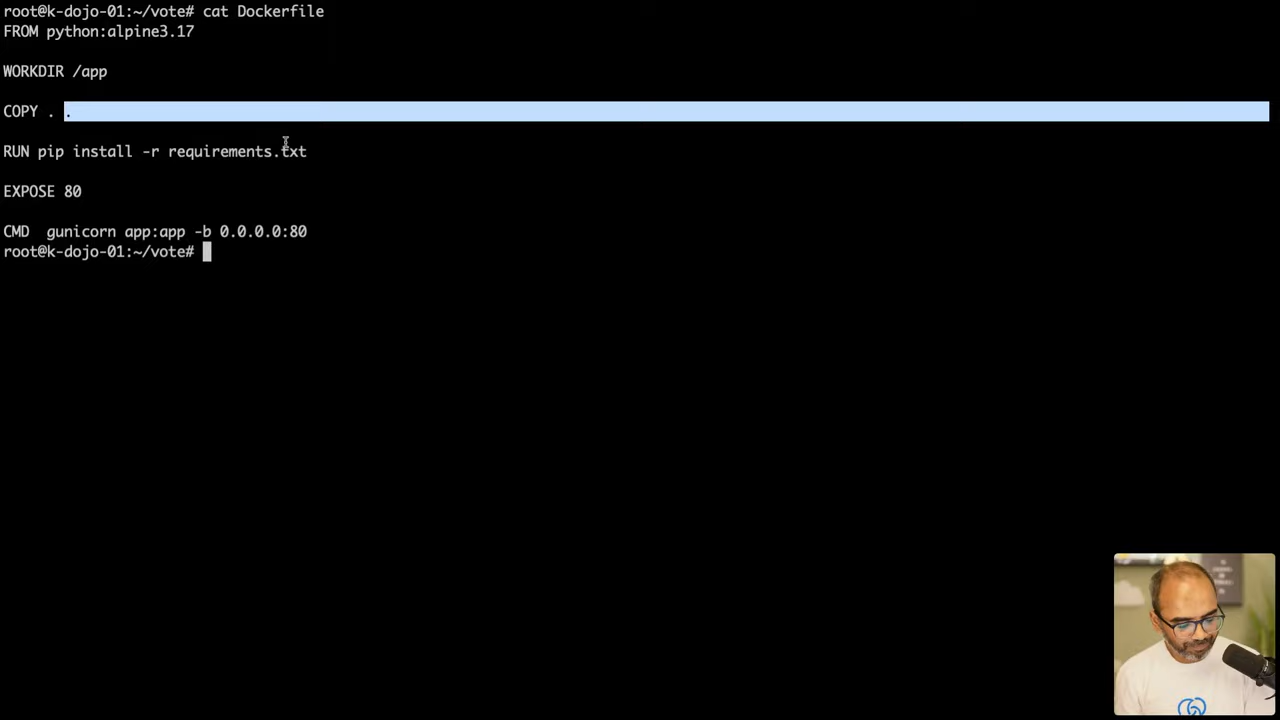 root@k-dojo-01:~/vote# cat Dockerfile
FROM python:alpine3.17
WORKDIR /app
COPY . .
RUN pip install -r requirements.txt
EXPOSE 80
CMD  gunicorn app:app -b 0.0.0.0:80
root@k-dojo-01:~/vote#